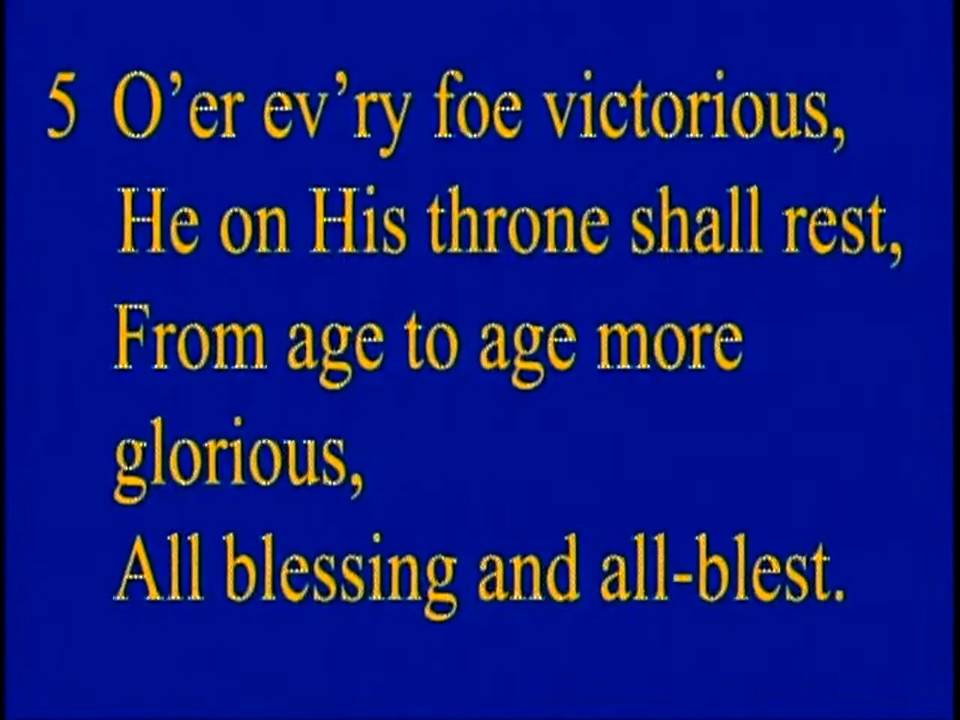 5 O’er ev’ry foe victorious,
He on His throne shall rest,
From age to age more
glorious,
All blessing and all-blest.